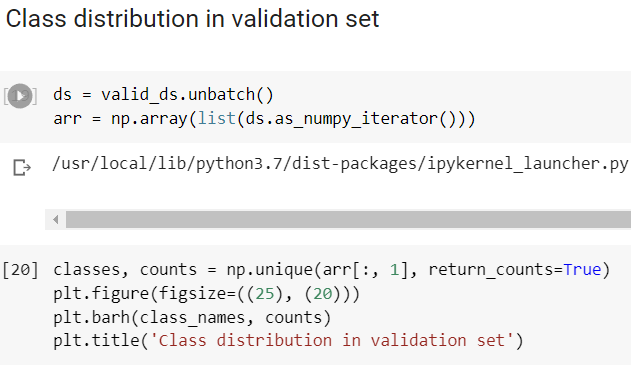 Class distribution in validation set
ds = valid_ds.unbatch()
arr = np.array(list(ds.as_numpy_iterator()))
/usr/local/lib/python3.7/dist-packages/ipykernel_launcher.py
[20] classes, counts = np.unique(arr[:, 1], return_counts=True)
plt.figure(figsize=((25), (20)))
plt.barh(class_names, counts)
plt.title('Class distribution in validation set')